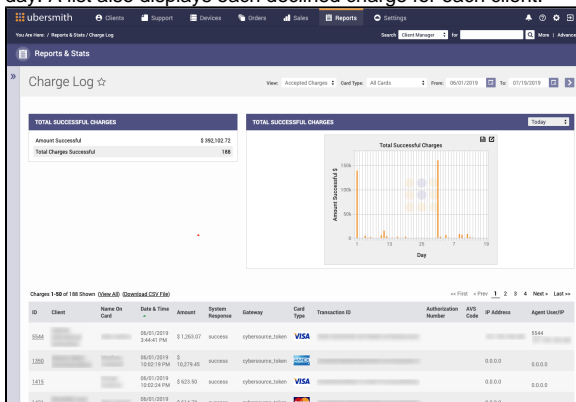 day. A list also displays each declined charge for each client.
ubersmith Clients Support Devices Orders Sales Reports Settings
You Are Here: / Reports & Stats / Charge Log Search Client Manager for More | Advance
Reports & Stats
Charge Log View: Accepted Charges Card Type: All Cards From: 06/01/2019 To: 07/19/2019
TOTAL SUCCESSFUL CHARGES
Amount Successful $ 392,102.72
Total Charges Successful 188
TOTAL SUCCESSFUL CHARGES Today
Total Successful Charges
Amount Successful $
150k
100k
50k
0
1 13 25 7 19
Day
Charges 1-50 of 188 Shown (View All) (Download CSV File) «« First « Prev 1 2 3 4 Next » Last »»
ID Client Name On Card Date & Time Amount System Response Gateway Card Type Transaction ID Authorization Number AVS Code IP Address Agent User/IP
5544 06/01/2019 3:44:41 PM $ 1,263.07 success cybersource_token VISA 5544
1360 06/01/2019 10:02:19 PM $ 10,279.45 success cybersource_token 0.0.0.0 0.0.0.0
1415 06/01/2019 10:02:24 PM $ 623.50 success cybersource_token VISA 0.0.0.0 0.0.0.0
06/01/2019